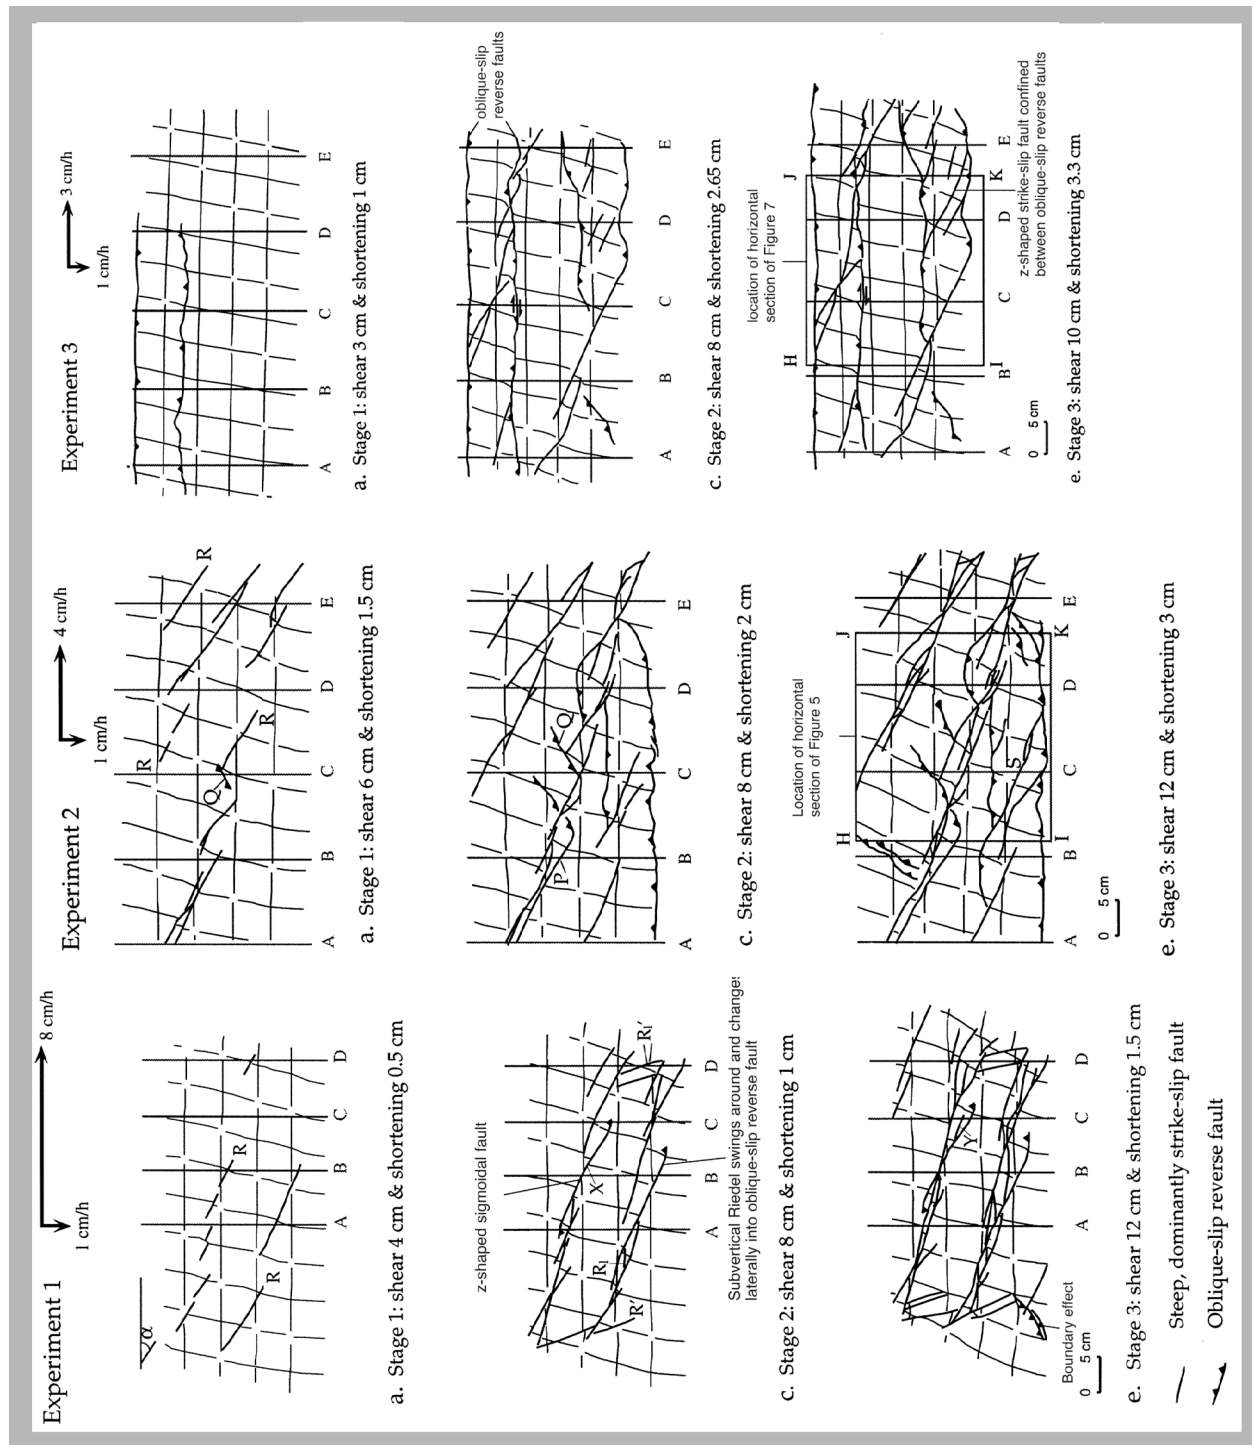 Experiment 1
8 cm/h
1 cm/h
α
R
R
A
B
C
D
a. Stage 1: shear 4 cm & shortening 0.5 cm
z-shaped sigmoidal fault
X
R₁
R'
R₁'
A
B
C
D
Subvertical Riedel swings around and changes
laterally into oblique-slip reverse fault
c. Stage 2: shear 8 cm & shortening 1 cm
Y
A
B
C
D
Boundary effect
0 5 cm
e. Stage 3: shear 12 cm & shortening 1.5 cm
Steep, dominantly strike-slip fault
Oblique-slip reverse fault
Experiment 2
4 cm/h
1 cm/h
R
R
R
Q
A
B
C
D
E
a. Stage 1: shear 6 cm & shortening 1.5 cm
P
Q
A
B
C
D
E
c. Stage 2: shear 8 cm & shortening 2 cm
Location of horizontal
section of Figure 5
H
J
S
I
K
A
B
C
D
E
0 5 cm
e. Stage 3: shear 12 cm & shortening 3 cm
Experiment 3
3 cm/h
1 cm/h
A
B
C
D
E
a. Stage 1: shear 3 cm & shortening 1 cm
oblique-slip
reverse faults
A
B
C
D
E
c. Stage 2: shear 8 cm & shortening 2.65 cm
location of horizontal
section of Figure 7
H
J
I
K
A
B
C
D
E
z-shaped strike-slip fault confined
between oblique-slip reverse faults
0 5 cm
e. Stage 3: shear 10 cm & shortening 3.3 cm